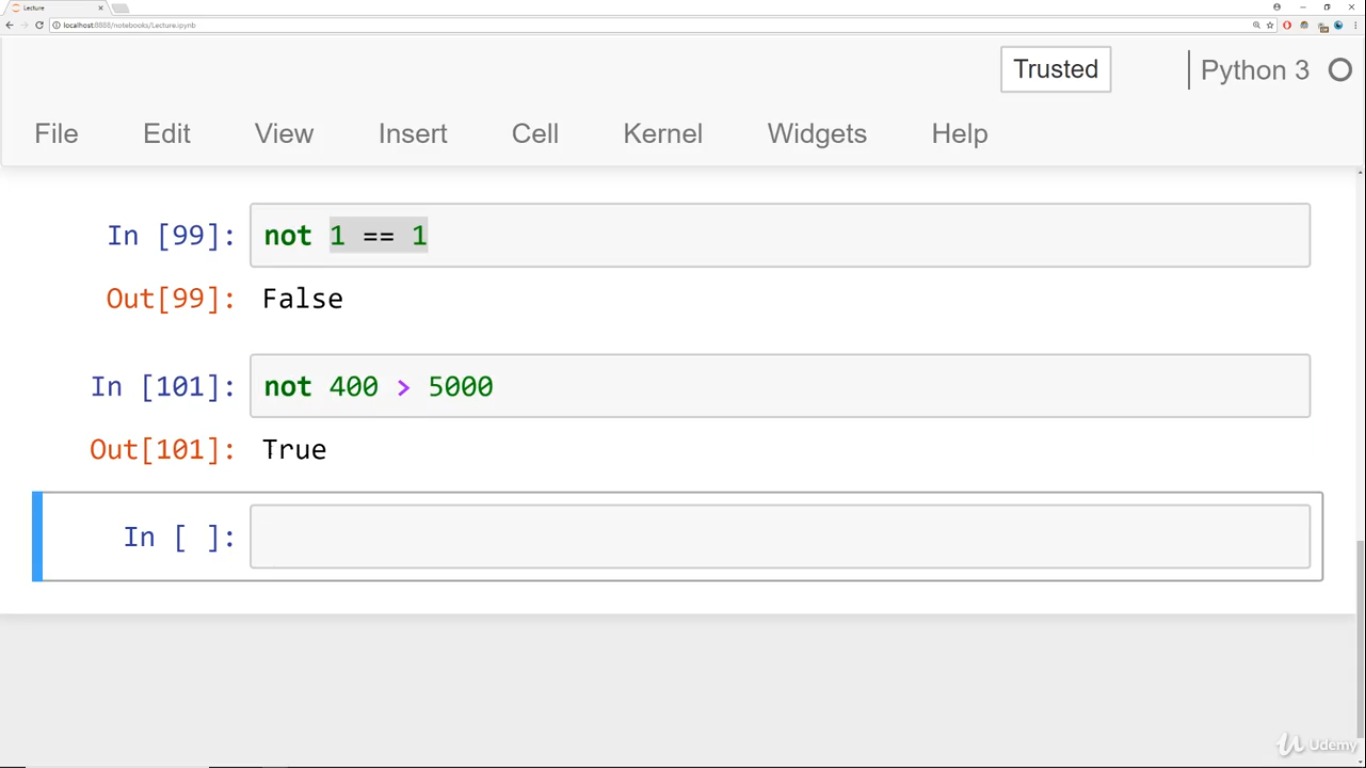 Lecture
localhost:8888/notebooks/Lecture.ipynb
Trusted
Python 3
File Edit View Insert Cell Kernel Widgets Help
In [99]: not 1 == 1
Out[99]: False
In [101]: not 400 > 5000
Out[101]: True
In [ ]:
Udemy